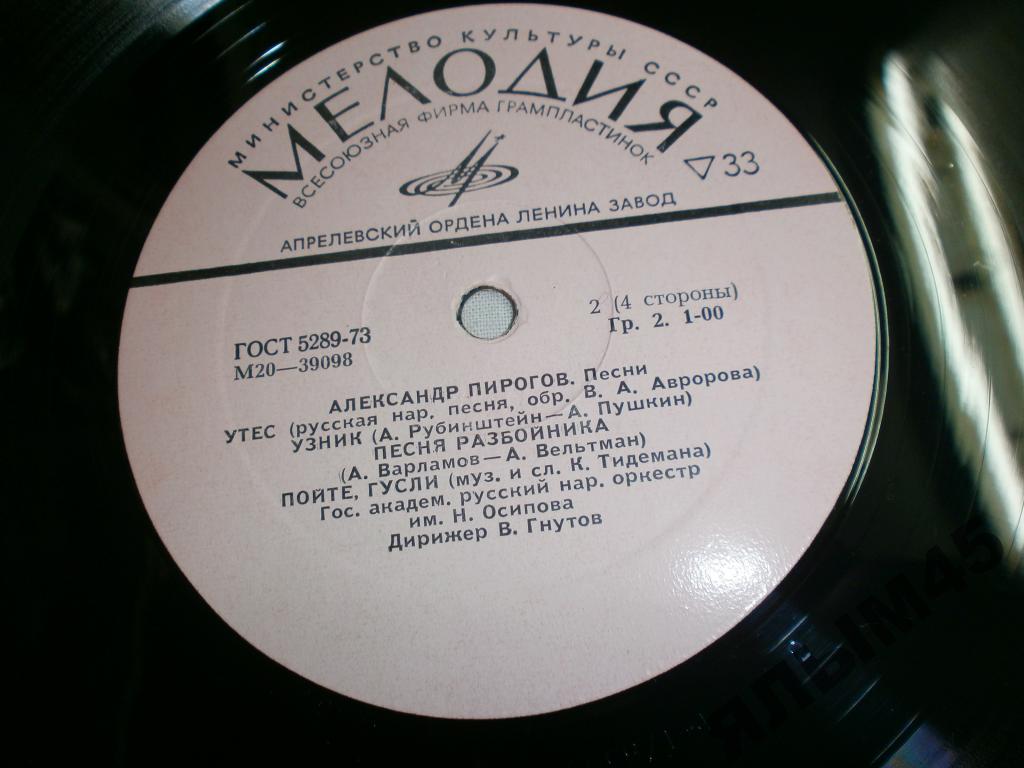 МИНИСТЕРСТВО КУЛЬТУРЫ СССР
МЕЛОДИЯ
ВСЕСОЮЗНАЯ ФИРМА ГРАМПЛАСТИНОК
▽33
АПРЕЛЕВСКИЙ ОРДЕНА ЛЕНИНА ЗАВОД
ГОСТ 5289-73
М20—39098
2 (4 стороны)
Гр. 2. 1-00
АЛЕКСАНДР ПИРОГОВ. Песни
УТЕС (русская нар. песня, обр. В. А. Авророва)
УЗНИК (А. Рубинштейн—А. Пушкин)
ПЕСНЯ РАЗБОЙНИКА
(А. Варламов—А. Вельтман)
ПОЙТЕ, ГУСЛИ (муз. и сл. К. Тидемана)
Гос. академ. русский нар. оркестр
им. Н. Осипова
Дирижер В. Гнутов
ЯЛЫМ45